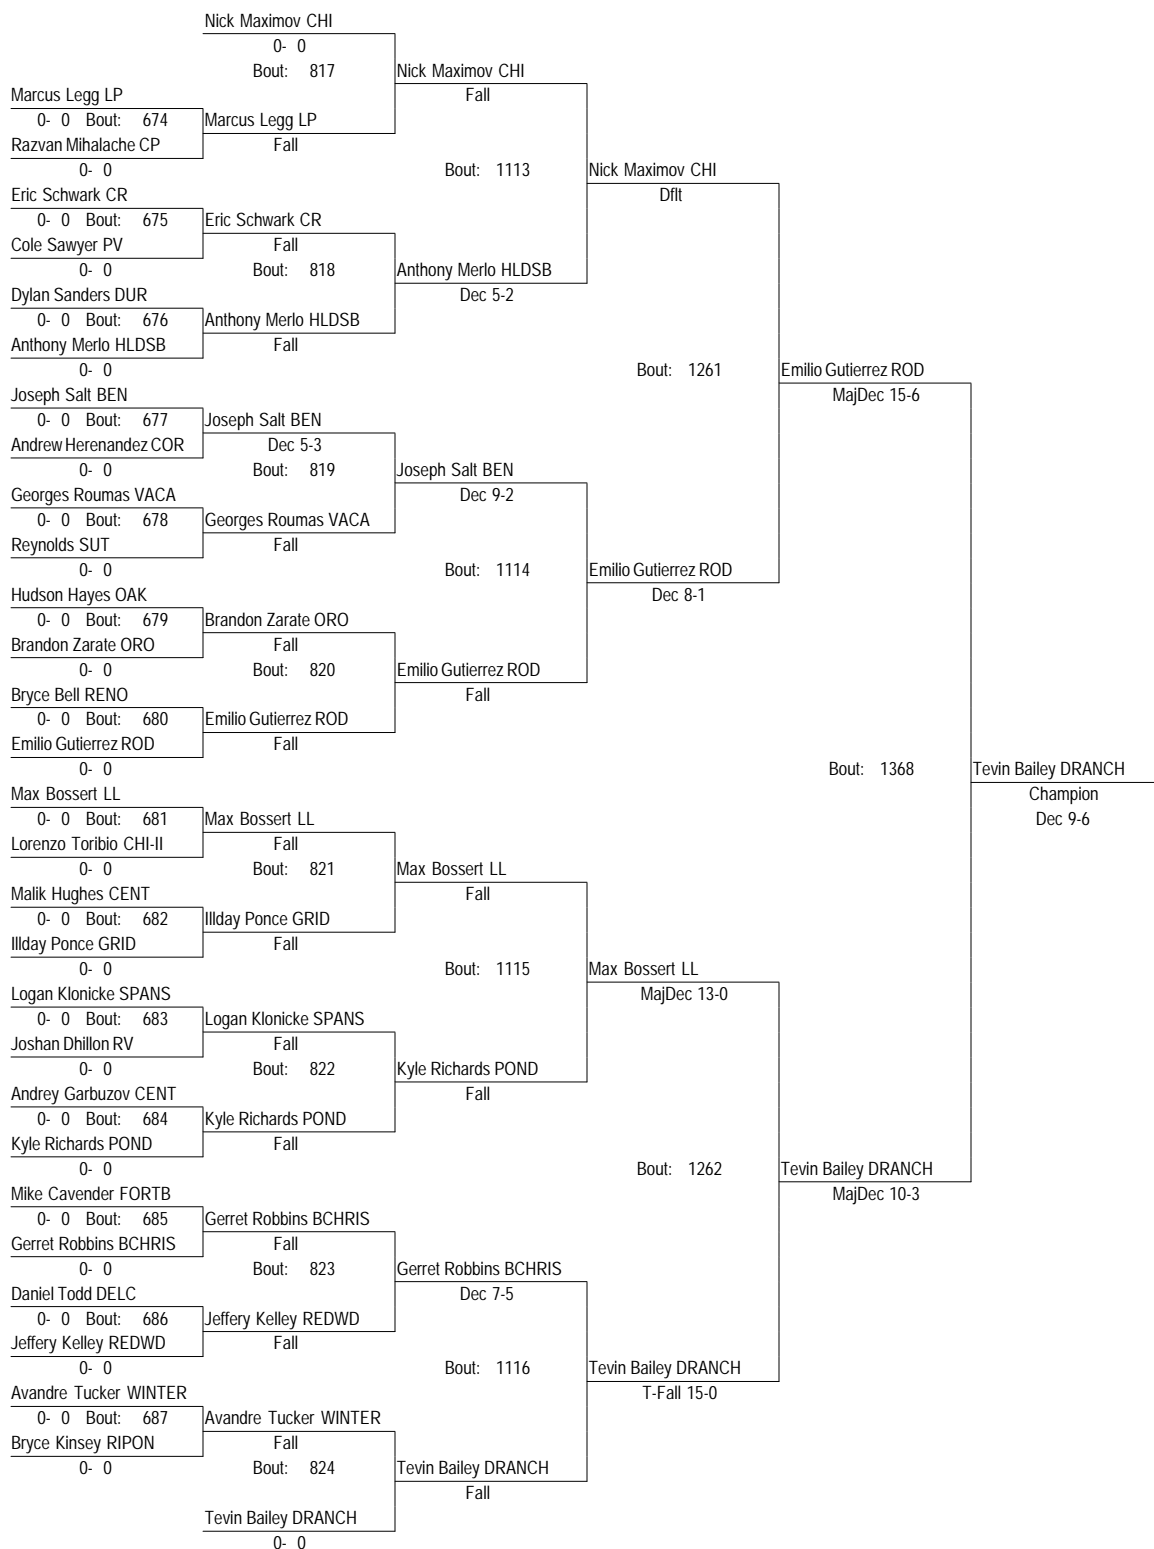 Nick Maximov CHI
0- 0
Bout: 817
Nick Maximov CHI
Fall
Marcus Legg LP
0- 0 Bout: 674
Marcus Legg LP
Razvan Mihalache CP
Fall
0- 0
Bout: 1113
Nick Maximov CHI
Dflt
Eric Schwark CR
0- 0 Bout: 675
Eric Schwark CR
Cole Sawyer PV
Fall
0- 0
Bout: 818
Anthony Merlo HLDSB
Dec 5-2
Dylan Sanders DUR
0- 0 Bout: 676
Anthony Merlo HLDSB
Anthony Merlo HLDSB
Fall
0- 0
Bout: 1261
Emilio Gutierrez ROD
MajDec 15-6
Joseph Salt BEN
0- 0 Bout: 677
Joseph Salt BEN
Andrew Herenandez COR
Dec 5-3
0- 0
Bout: 819
Joseph Salt BEN
Dec 9-2
Georges Roumas VACA
0- 0 Bout: 678
Georges Roumas VACA
Reynolds SUT
Fall
0- 0
Bout: 1114
Emilio Gutierrez ROD
Dec 8-1
Hudson Hayes OAK
0- 0 Bout: 679
Brandon Zarate ORO
Brandon Zarate ORO
Fall
0- 0
Bout: 820
Emilio Gutierrez ROD
Fall
Bryce Bell RENO
0- 0 Bout: 680
Emilio Gutierrez ROD
Emilio Gutierrez ROD
Fall
0- 0
Bout: 1368
Tevin Bailey DRANCH
Champion
Dec 9-6
Max Bossert LL
0- 0 Bout: 681
Max Bossert LL
Lorenzo Toribio CHI-II
Fall
0- 0
Bout: 821
Max Bossert LL
Fall
Malik Hughes CENT
0- 0 Bout: 682
Illday Ponce GRID
Illday Ponce GRID
Fall
0- 0
Bout: 1115
Max Bossert LL
MajDec 13-0
Logan Klonicke SPANS
0- 0 Bout: 683
Logan Klonicke SPANS
Joshan Dhillon RV
Fall
0- 0
Bout: 822
Kyle Richards POND
Fall
Andrey Garbuzov CENT
0- 0 Bout: 684
Kyle Richards POND
Kyle Richards POND
Fall
0- 0
Bout: 1262
Tevin Bailey DRANCH
MajDec 10-3
Mike Cavender FORTB
0- 0 Bout: 685
Gerret Robbins BCHRIS
Gerret Robbins BCHRIS
Fall
0- 0
Bout: 823
Gerret Robbins BCHRIS
Dec 7-5
Daniel Todd DELC
0- 0 Bout: 686
Jeffery Kelley REDWD
Jeffery Kelley REDWD
Fall
0- 0
Bout: 1116
Tevin Bailey DRANCH
T-Fall 15-0
Avandre Tucker WINTER
0- 0 Bout: 687
Avandre Tucker WINTER
Bryce Kinsey RIPON
Fall
0- 0
Bout: 824
Tevin Bailey DRANCH
Fall
Tevin Bailey DRANCH
0- 0